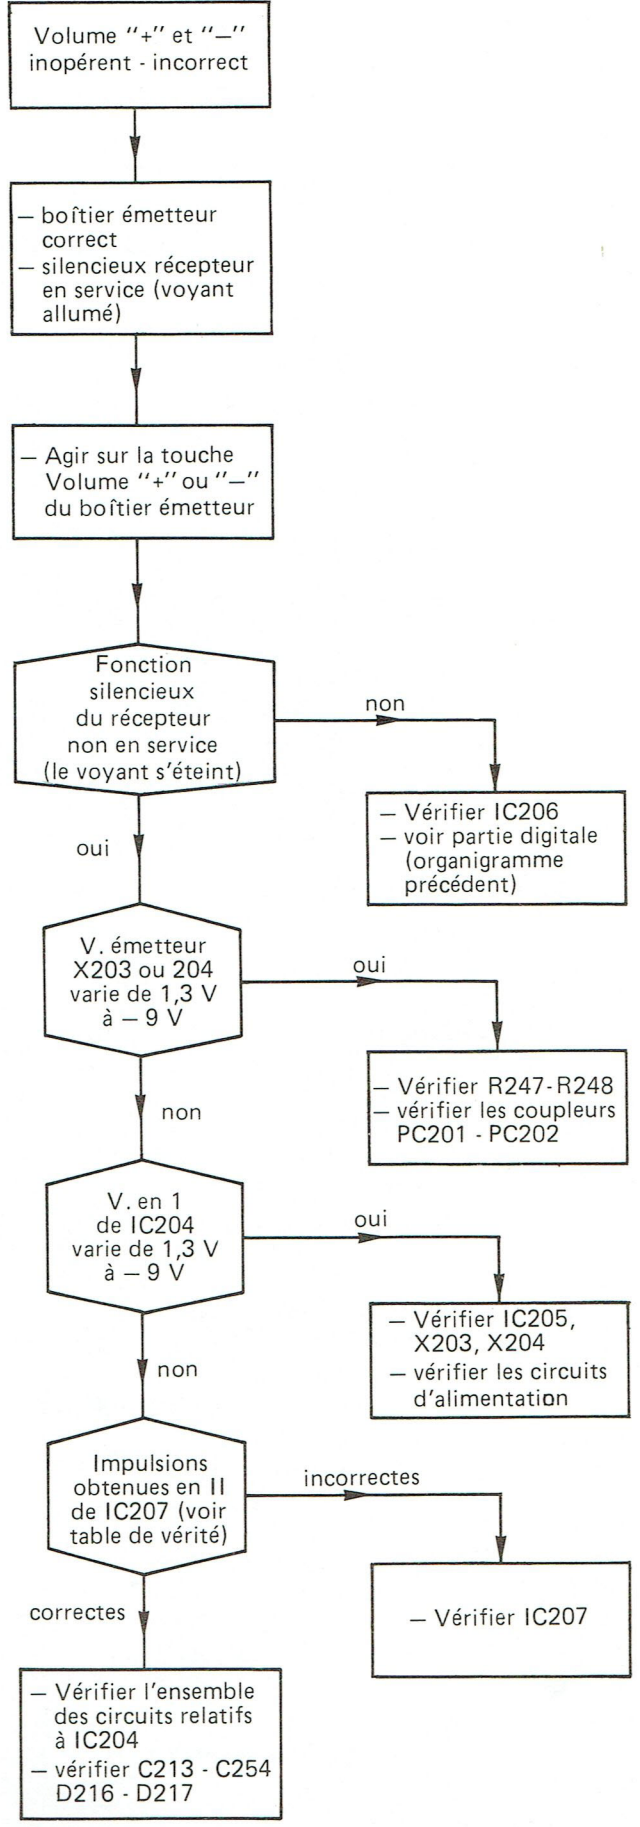 Volume “+” et “—”
inopérent - incorrect
— boîtier émetteur
correct
— silencieux récepteur
en service (voyant
allumé)
— Agir sur la touche
Volume “+” ou “—”
du boîtier émetteur
Fonction
silencieux
du récepteur
non en service
(le voyant s’éteint)
non
— Vérifier IC206
— voir partie digitale
(organigramme
précédent)
oui
V. émetteur
X203 ou 204
varie de 1,3 V
à — 9 V
oui
— Vérifier R247-R248
— vérifier les coupleurs
PC201 - PC202
non
V. en 1
de IC204
varie de 1,3 V
à — 9 V
oui
— Vérifier IC205,
X203, X204
— vérifier les circuits
d’alimentation
non
Impulsions
obtenues en II
de IC207 (voir
table de vérité)
incorrectes
— Vérifier IC207
correctes
— Vérifier l’ensemble
des circuits relatifs
à IC204
— vérifier C213 - C254
D216 - D217